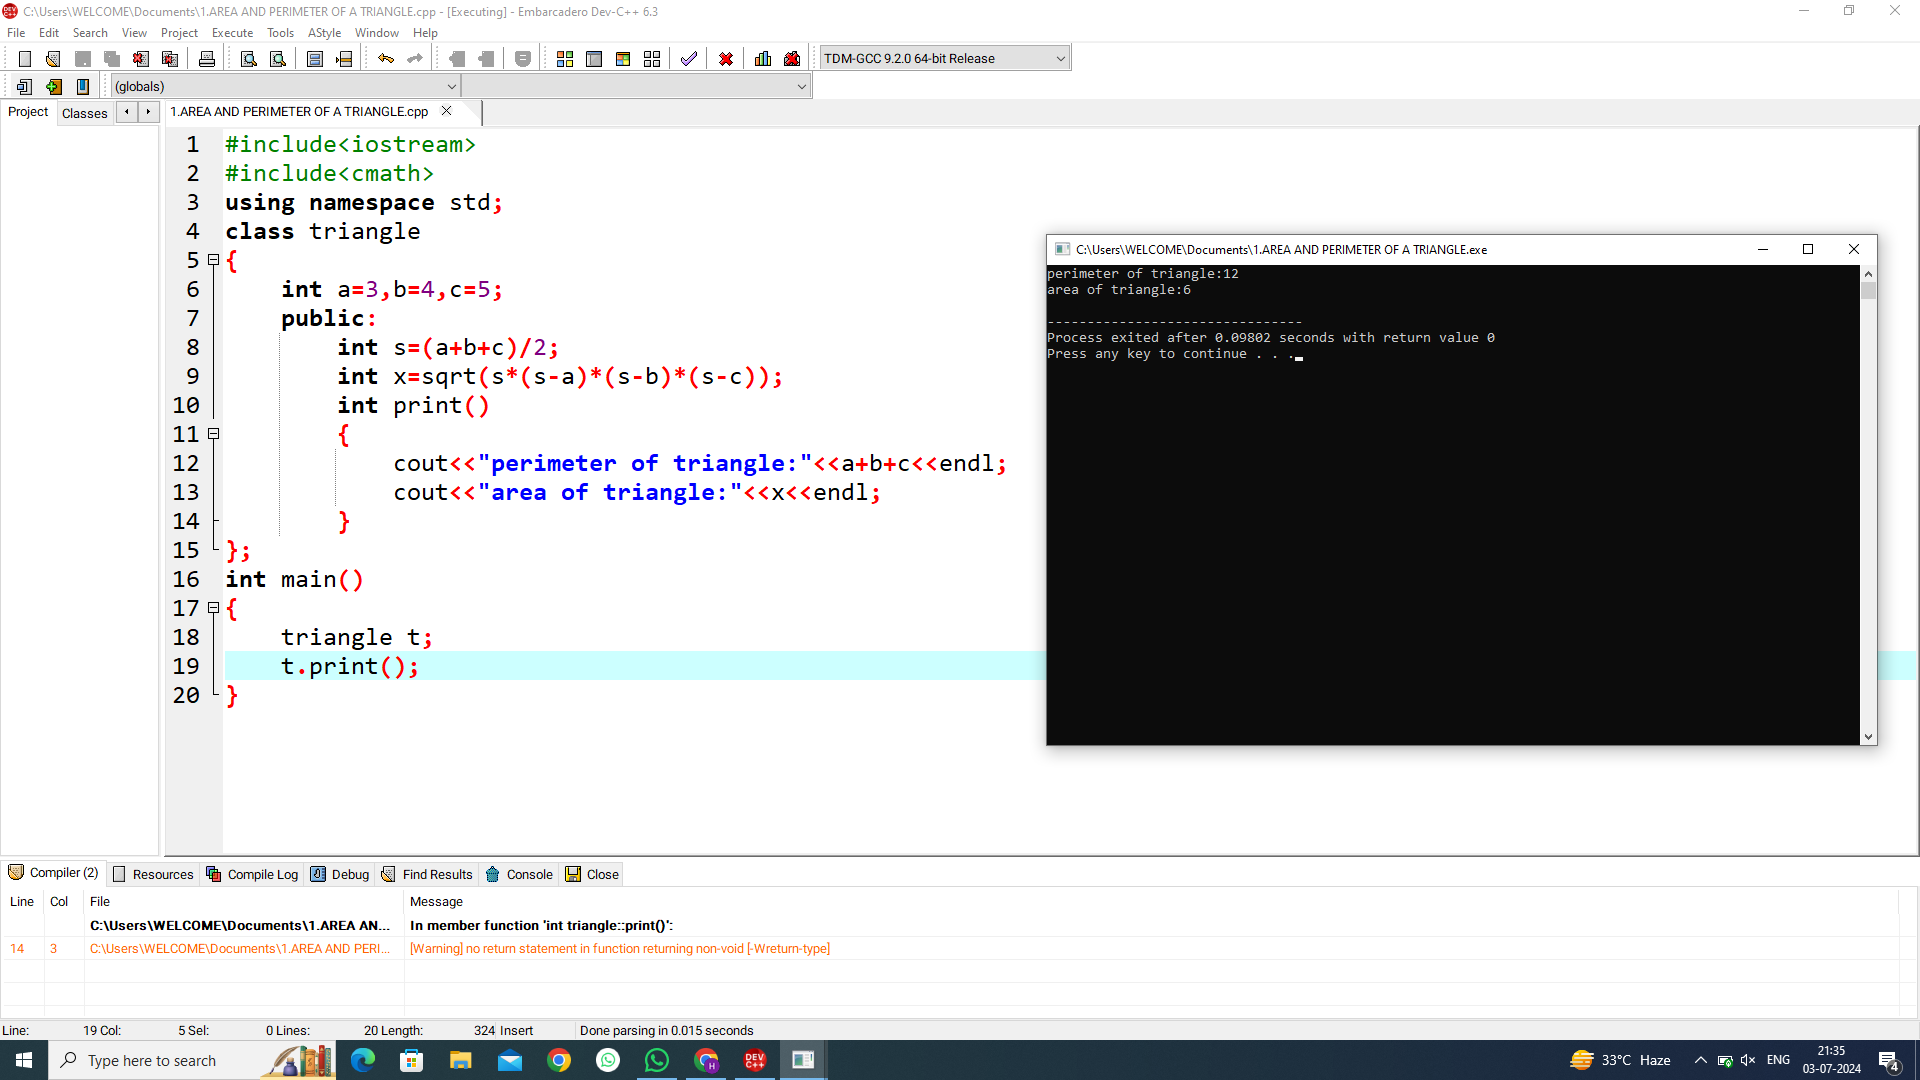 C:\Users\WELCOME\Documents\1.AREA AND PERIMETER OF A TRIANGLE.cpp - [Executing] - Embarcadero Dev-C++ 6.3
File Edit Search View Project Execute Tools AStyle Window Help
TDM-GCC 9.2.0 64-bit Release
(globals)
Project Classes 1.AREA AND PERIMETER OF A TRIANGLE.cpp
1 #include<iostream>
2 #include<cmath>
3 using namespace std;
4 class triangle
5 {
6 int a=3,b=4,c=5;
7 public:
8 int s=(a+b+c)/2;
9 int x=sqrt(s*(s-a)*(s-b)*(s-c));
10 int print()
11 {
12 cout<<"perimeter of triangle:"<<a+b+c<<endl;
13 cout<<"area of triangle:"<<x<<endl;
14 }
15 };
16 int main()
17 {
18 triangle t;
19 t.print();
20 }
C:\Users\WELCOME\Documents\1.AREA AND PERIMETER OF A TRIANGLE.exe
perimeter of triangle:12
area of triangle:6
--------------------------------
Process exited after 0.09802 seconds with return value 0
Press any key to continue . . .
Compiler (2) Resources Compile Log Debug Find Results Console Close
Line Col File Message
C:\Users\WELCOME\Documents\1.AREA AN... In member function 'int triangle::print()':
14 3 C:\Users\WELCOME\Documents\1.AREA AND PERI... [Warning] no return statement in function returning non-void [-Wreturn-type]
Line: 19 Col: 5 Sel: 0 Lines: 20 Length: 324 Insert Done parsing in 0.015 seconds
Type here to search
DEV C++
33°C Haze
ENG
21:35
03-07-2024
4